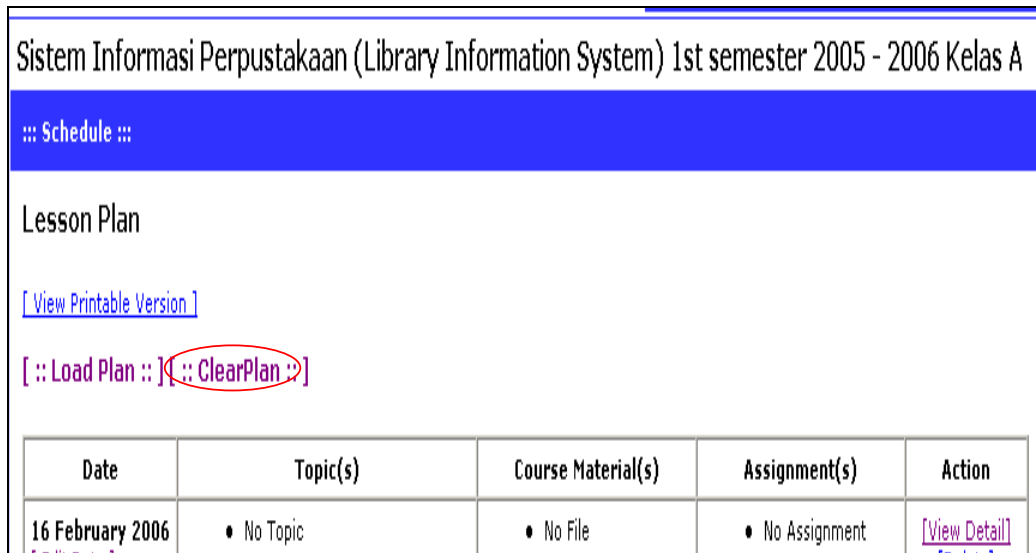 Sistem Informasi Perpustakaan (Library Information System) 1st semester 2005 - 2006 Kelas A
::: Schedule :::
Lesson Plan
[ View Printable Version ]
[ :: Load Plan :: ] [ :: ClearPlan :: ]
Date Topic(s) Course Material(s) Assignment(s) Action
16 February 2006 • No Topic • No File • No Assignment [View Detail]